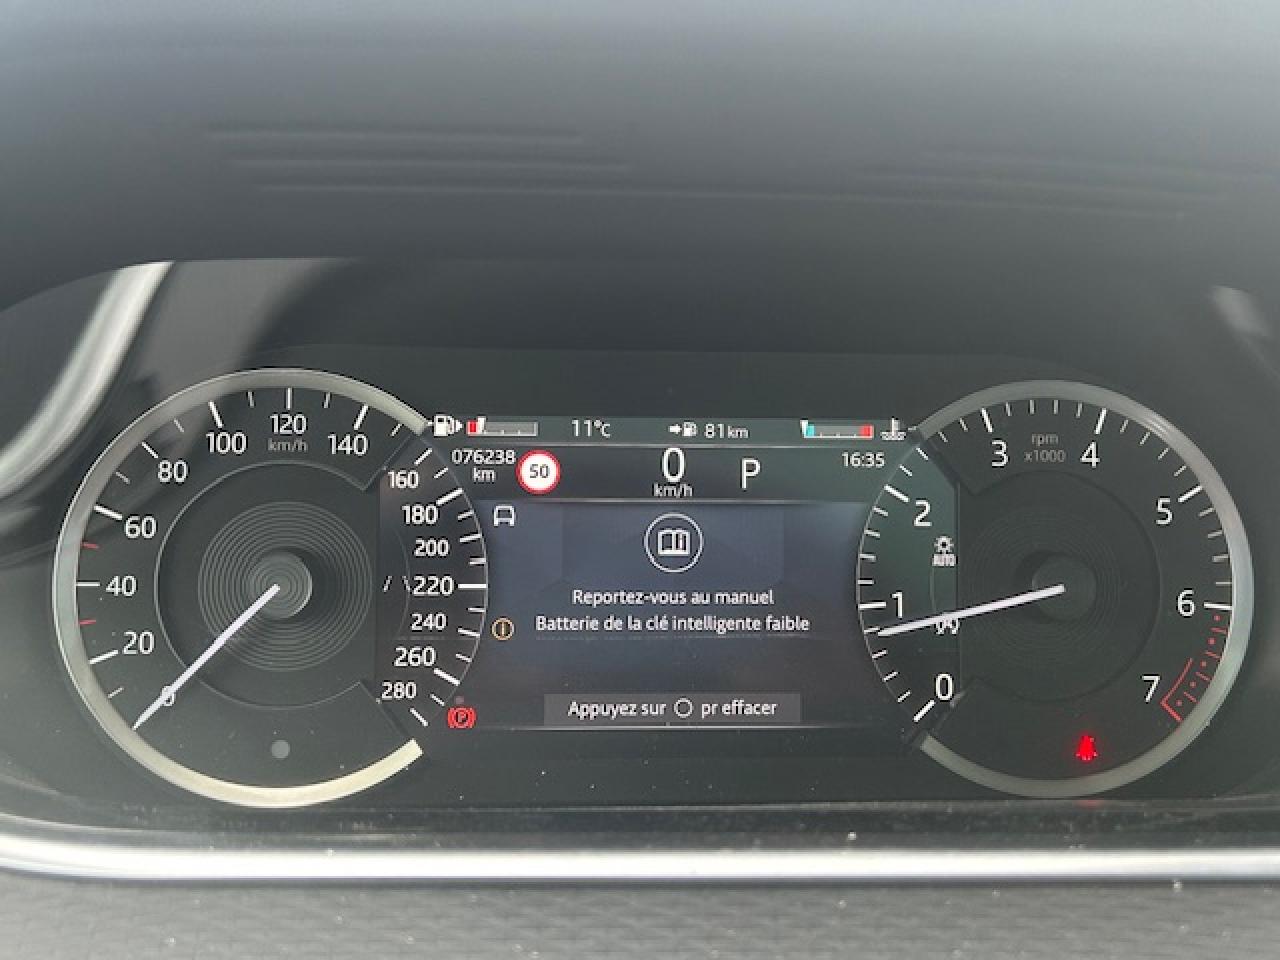 120
km/h
100
140
80
60
40
20
0
160
180
200
220
240
260
280
11°C
81 km
076238
km
50
0
km/h
P
16:35
Reportez-vous au manuel
Batterie de la clé intelligente faible
Appuyez sur ○ pr effacer
rpm
x1000
3
4
2
5
AUTO
1
6
0
7
P